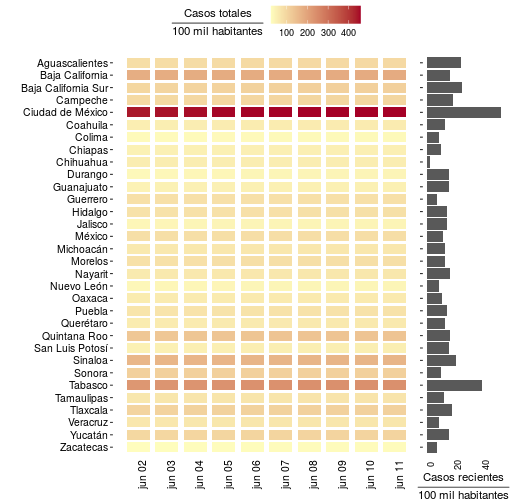 Casos totales
100 mil habitantes
100 200 300 400
Aguascalientes
Baja California
Baja California Sur
Campeche
Ciudad de México
Coahuila
Colima
Chiapas
Chihuahua
Durango
Guanajuato
Guerrero
Hidalgo
Jalisco
México
Michoacán
Morelos
Nayarit
Nuevo León
Oaxaca
Puebla
Querétaro
Quintana Roo
San Luis Potosí
Sinaloa
Sonora
Tabasco
Tamaulipas
Tlaxcala
Veracruz
Yucatán
Zacatecas
jun 02
jun 03
jun 04
jun 05
jun 06
jun 07
jun 08
jun 09
jun 10
jun 11
0
20
40
Casos recientes
100 mil habitantes